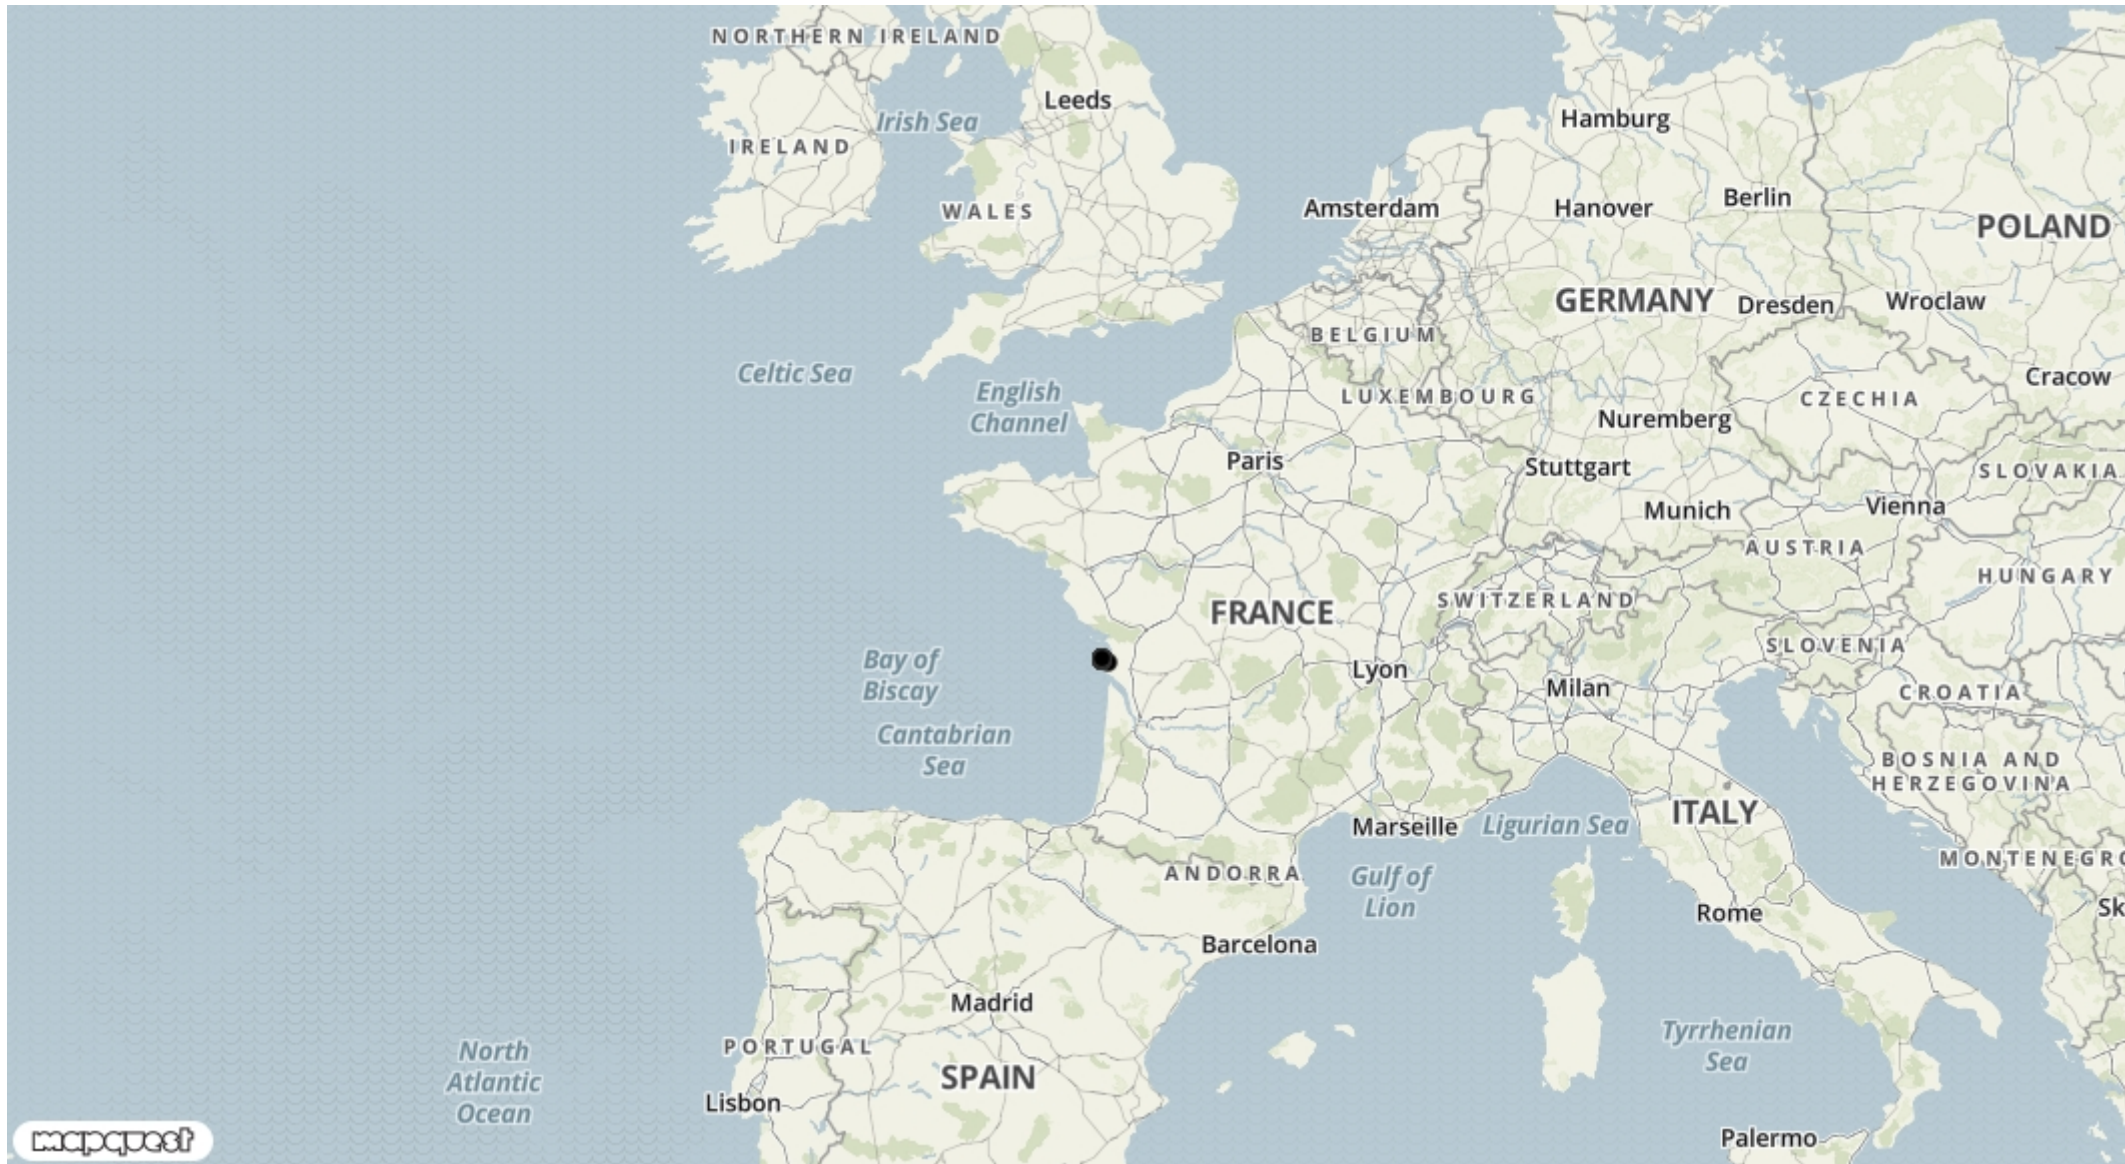 NORTHERN IRELAND
Leeds
Irish Sea
IRELAND
Hamburg
WALES
Amsterdam
Hanover
Berlin
POLAND
GERMANY
Dresden
Wroclaw
BELGIUM
Celtic Sea
English
Channel
LUXEMBOURG
Cracow
CZECHIA
Nuremberg
Paris
Stuttgart
SLOVAKIA
Munich
Vienna
AUSTRIA
HUNGARY
FRANCE
SWITZERLAND
SLOVENIA
Bay of
Biscay
Lyon
Milan
CROATIA
Cantabrian
Sea
BOSNIA AND
HERZEGOVINA
ITALY
Marseille
Ligurian Sea
MONTENEGRO
ANDORRA
Gulf of
Lion
Rome
Sk
Barcelona
Madrid
Tyrrhenian
Sea
PORTUGAL
North
Atlantic
Ocean
SPAIN
Lisbon
mapquest
Palermo